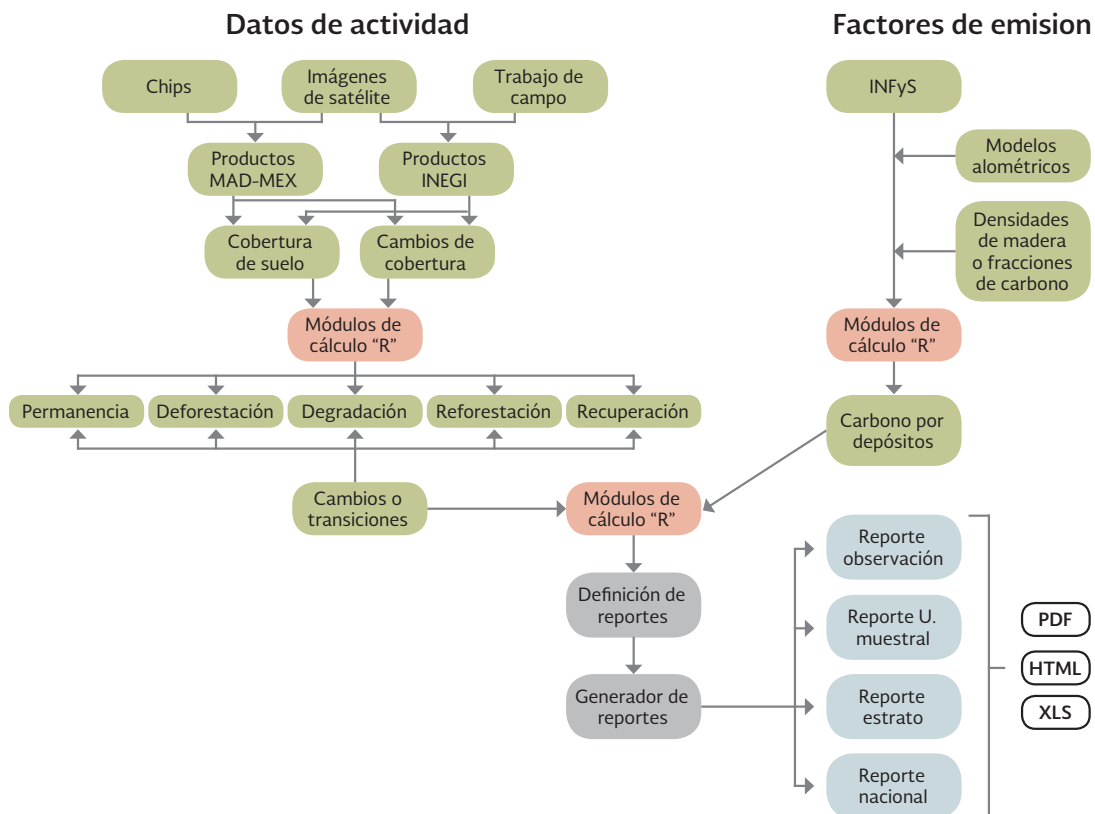 Datos de actividad
Factores de emision
Chips
Imágenes
de satélite
Trabajo de
campo
INFyS
Productos
MAD-MEX
Productos
INEGI
Modelos
alométricos
Cobertura
de suelo
Cambios de
cobertura
Densidades
de madera
o fracciones
de carbono
Módulos de
cálculo “R”
Módulos de
cálculo “R”
Permanencia
Deforestación
Degradación
Reforestación
Recuperación
Carbono por
depósitos
Cambios o
transiciones
Módulos de
cálculo “R”
Reporte
observación
Definición de
reportes
Reporte U.
muestral
PDF
HTML
Generador de
reportes
Reporte
estrato
XLS
Reporte
nacional